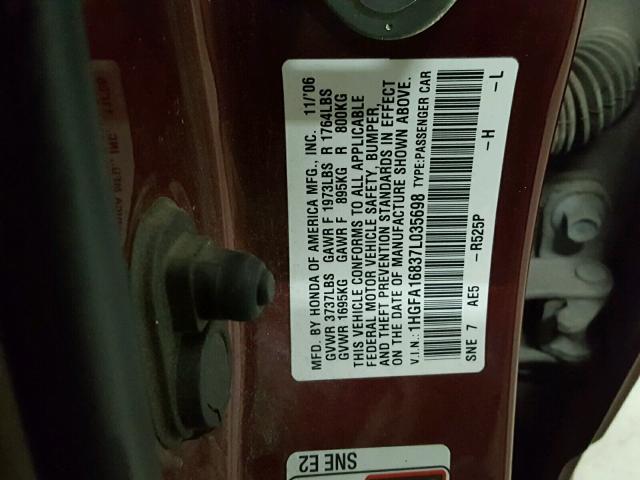 MFD. BY HONDA OF AMERICA MFG., INC. 11/'06
GVWR 3737LBS GAWR F 1973LBS R 1764LBS
GVWR 1695KG GAWR F 895KG R 800KG
THIS VEHICLE CONFORMS TO ALL APPLICABLE
FEDERAL MOTOR VEHICLE SAFETY, BUMPER,
AND THEFT PREVENTION STANDARDS IN EFFECT
ON THE DATE OF MANUFACTURE SHOWN ABOVE.
V.I.N.: 1HGFA16837L035698 TYPE:PASSENGER CAR
SNE 7 AE5 -R525P -H -L
SNE E2